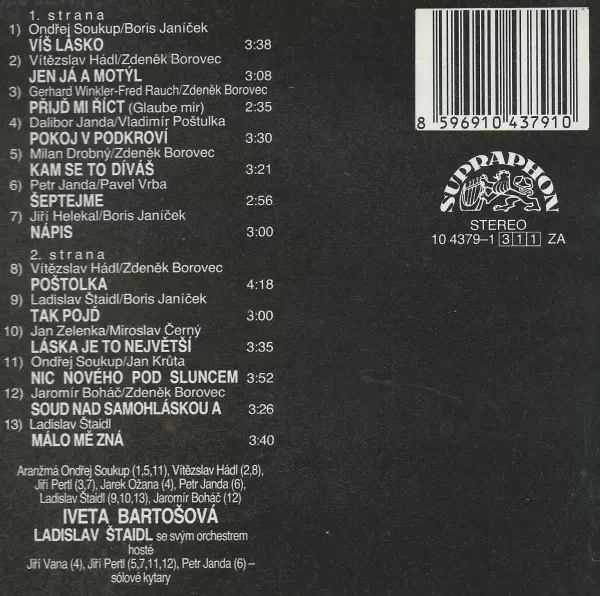 1. strana
1) Ondřej Soukup/Boris Janíček
VÍŠ LÁSKO 3:38
2) Vítězslav Hádl/Zdeněk Borovec
JEN JÁ A MOTÝL 3:08
3) Gerhard Winkler-Fred Rauch/Zdeněk Borovec
PŘIJĎ MI ŘÍCT (Glaube mir) 2:35
4) Dalibor Janda/Vladimír Poštulka
POKOJ V PODKROVÍ 3:30
5) Milan Drobný/Zdeněk Borovec
KAM SE TO DÍVÁŠ 3:21
6) Petr Janda/Pavel Vrba
ŠEPTEJME 2:56
7) Jiří Helekal/Boris Janíček
NÁPIS 3:00
2. strana
8) Vítězslav Hádl/Zdeněk Borovec
POŠTOLKA 4:18
9) Ladislav Štaidl/Boris Janíček
TAK POJĎ 3:00
10) Jan Zelenka/Miroslav Černý
LÁSKA JE TO NEJVĚTŠÍ 3:35
11) Ondřej Soukup/Jan Krůta
NIC NOVÉHO POD SLUNCEM 3:52
12) Jaromír Boháč/Zdeněk Borovec
SOUD NAD SAMOHLÁSKOU A 3:26
13) Ladislav Štaidl
MÁLO MĚ ZNÁ 3:40
Aranžmá Ondřej Soukup (1,5,11), Vítězslav Hádl (2,8),
Jiří Pertl (3,7), Jarek Ožana (4), Petr Janda (6),
Ladislav Štaidl (9,10,13), Jaromír Boháč (12)
IVETA BARTOŠOVÁ
LADISLAV ŠTAIDL se svým orchestrem
hosté
Jiří Vana (4), Jiří Pertl (5,7,11,12), Petr Janda (6) –
sólové kytary
8 596910 437910
SUPRAPHON
STEREO
10 4379-1 311 ZA